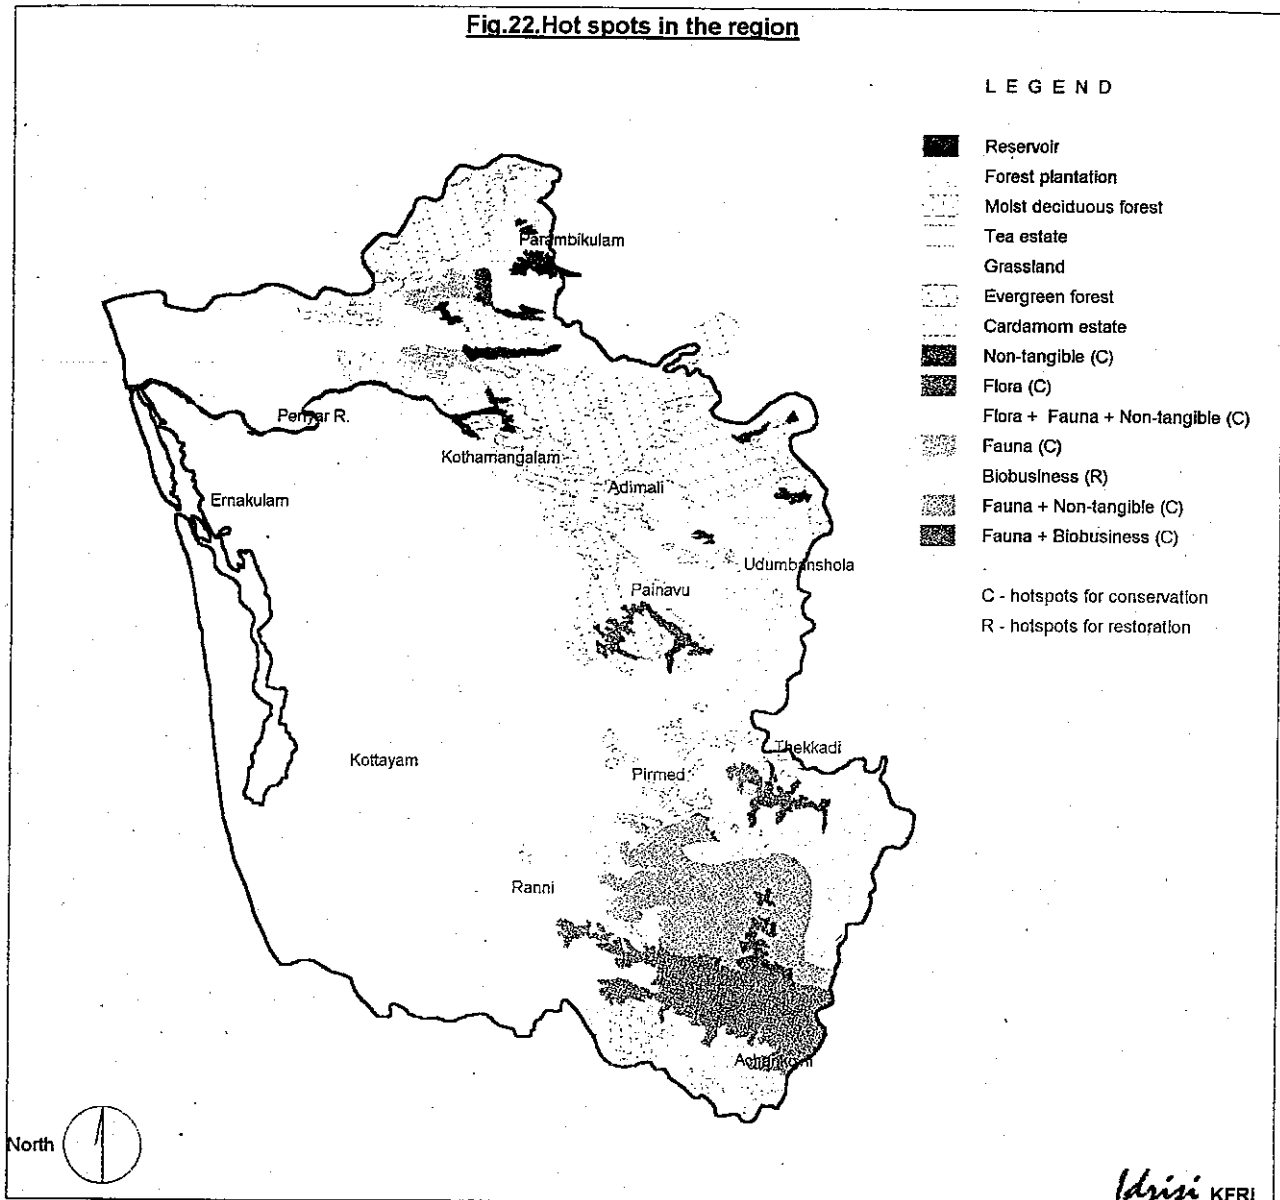 Fig.22.Hot spots in the region
L E G E N D
Reservoir
Forest plantation
Moist deciduous forest
Tea estate
Grassland
Evergreen forest
Cardamom estate
Non-tangible (C)
Flora (C)
Flora + Fauna + Non-tangible (C)
Fauna (C)
Biobusiness (R)
Fauna + Non-tangible (C)
Fauna + Biobusiness (C)
C - hotspots for conservation
R - hotspots for restoration
Parambikulam
Periyar R.
Kothamangalam
Adimali
Ernakulam
Udumbanshola
Painavu
Thekkadi
Kottayam
Pirmed
Ranni
Achankovil
North
Idrisi KFRI